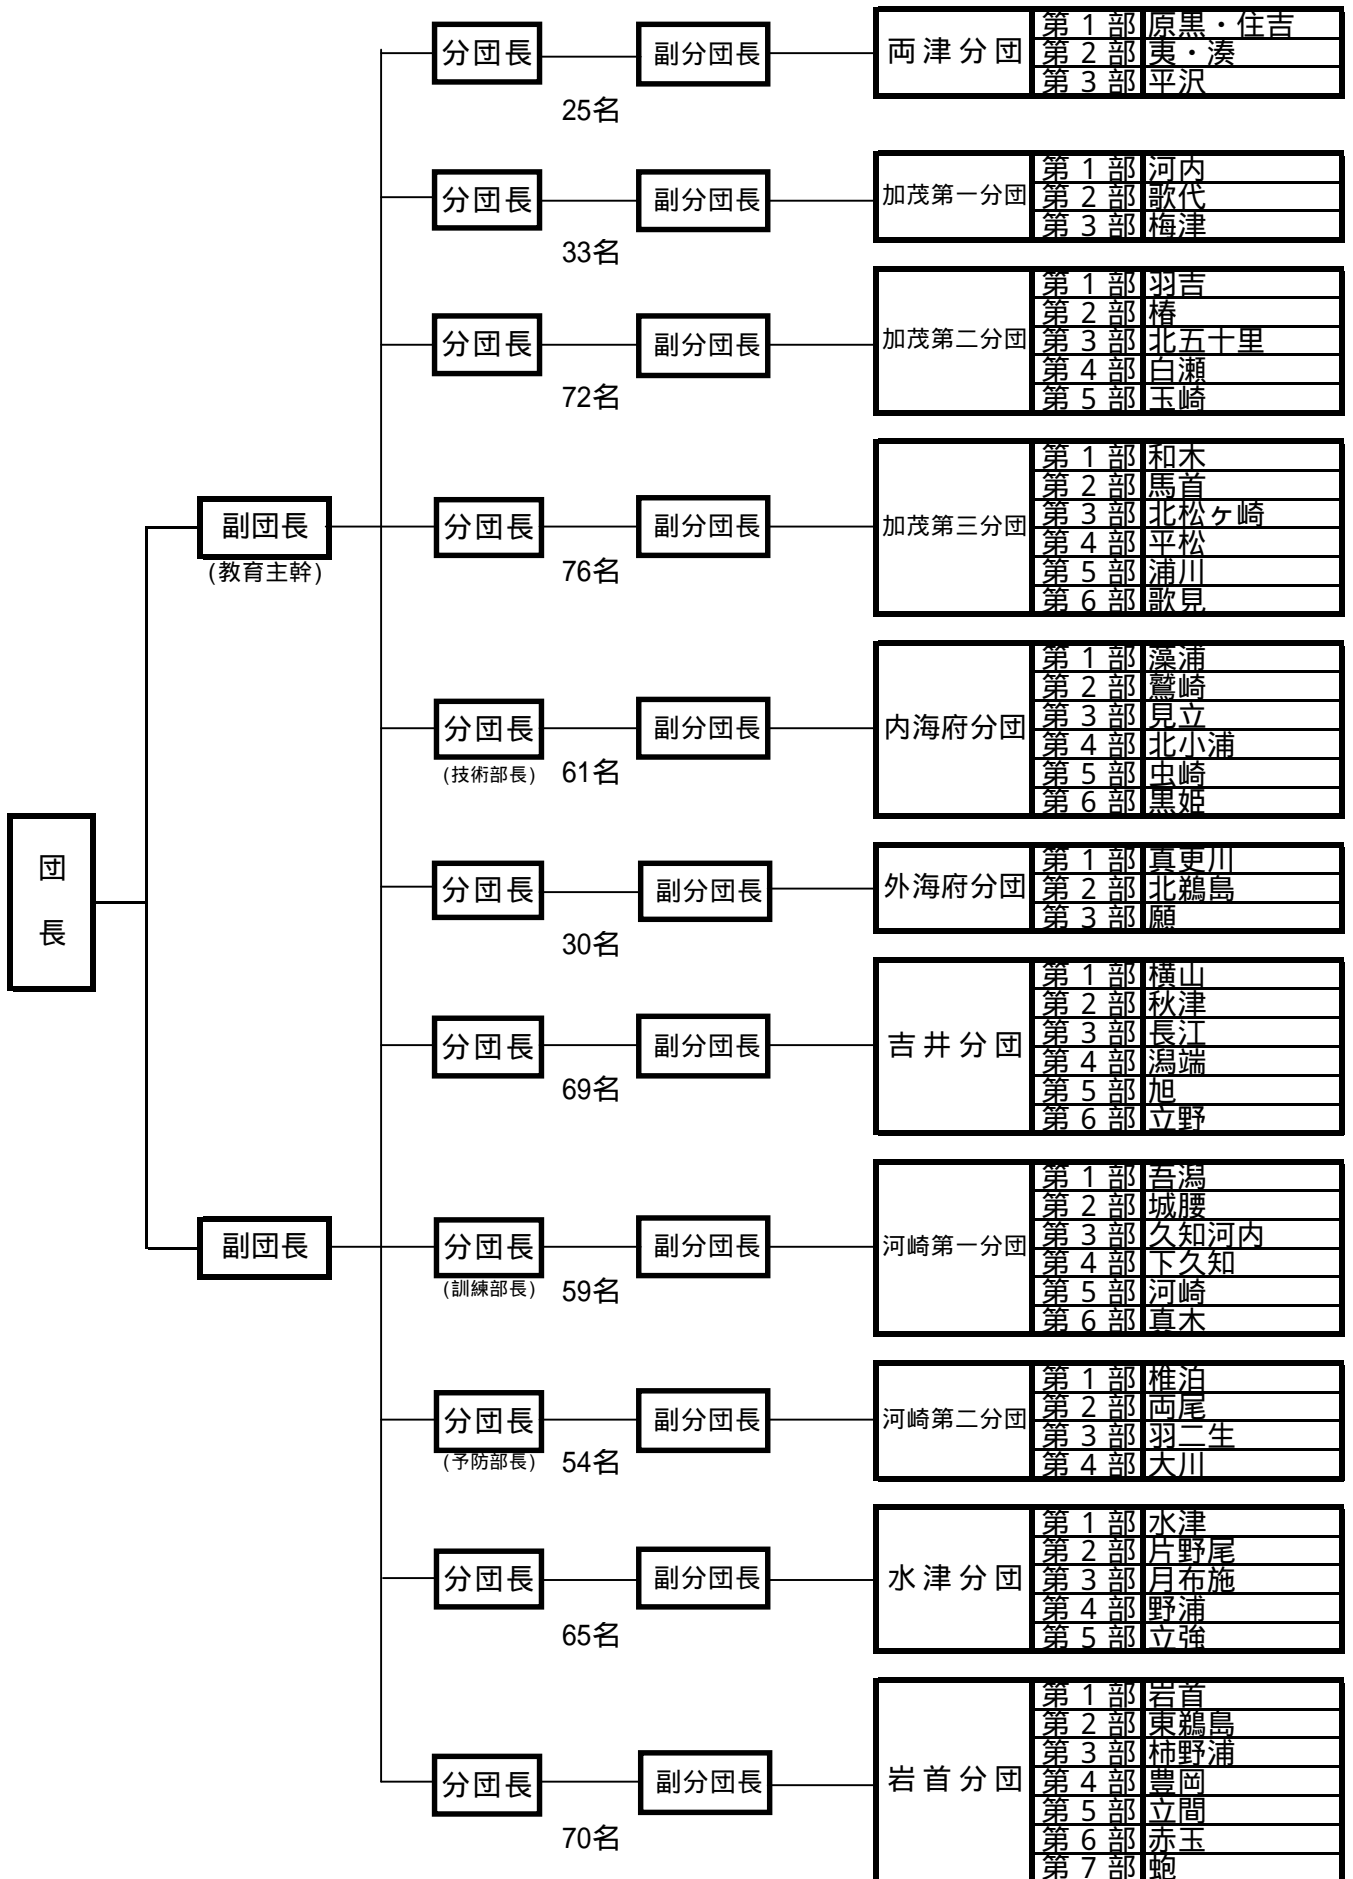 団長
副団長
(教育主幹)
副団長
分団長 副分団長 両津分団
25名
第1部 原黒・住吉
第2部 夷・湊
第3部 平沢
分団長 副分団長 加茂第一分団
33名
第1部 河内
第2部 歌代
第3部 梅津
分団長 副分団長 加茂第二分団
72名
第1部 羽吉
第2部 椿
第3部 北五十里
第4部 白瀬
第5部 玉崎
分団長 副分団長 加茂第三分団
76名
第1部 和木
第2部 馬首
第3部 北松ヶ崎
第4部 平松
第5部 浦川
第6部 歌見
分団長 副分団長 内海府分団
(技術部長) 61名
第1部 藻浦
第2部 鷲崎
第3部 見立
第4部 北小浦
第5部 虫崎
第6部 黒姫
分団長 副分団長 外海府分団
30名
第1部 真更川
第2部 北鵜島
第3部 願
分団長 副分団長 吉井分団
69名
第1部 横山
第2部 秋津
第3部 長江
第4部 潟端
第5部 旭
第6部 立野
分団長 副分団長 河崎第一分団
(訓練部長) 59名
第1部 吾潟
第2部 城腰
第3部 久知河内
第4部 下久知
第5部 河崎
第6部 真木
分団長 副分団長 河崎第二分団
(予防部長) 54名
第1部 椎泊
第2部 両尾
第3部 羽二生
第4部 大川
分団長 副分団長 水津分団
65名
第1部 水津
第2部 片野尾
第3部 月布施
第4部 野浦
第5部 立強
分団長 副分団長 岩首分団
70名
第1部 岩首
第2部 東鵜島
第3部 柿野浦
第4部 豊岡
第5部 立間
第6部 赤玉
第7部 蚫